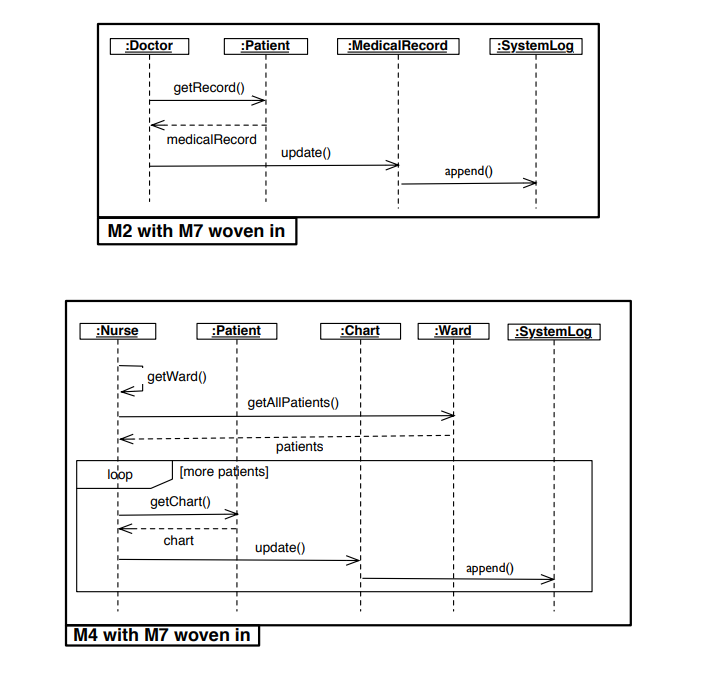 :Doctor :Patient :MedicalRecord :SystemLog
getRecord()
medicalRecord
update()
append()
M2 with M7 woven in
:Nurse :Patient :Chart :Ward :SystemLog
getWard()
getAllPatients()
patients
loop [more patients]
getChart()
chart
update()
append()
M4 with M7 woven in